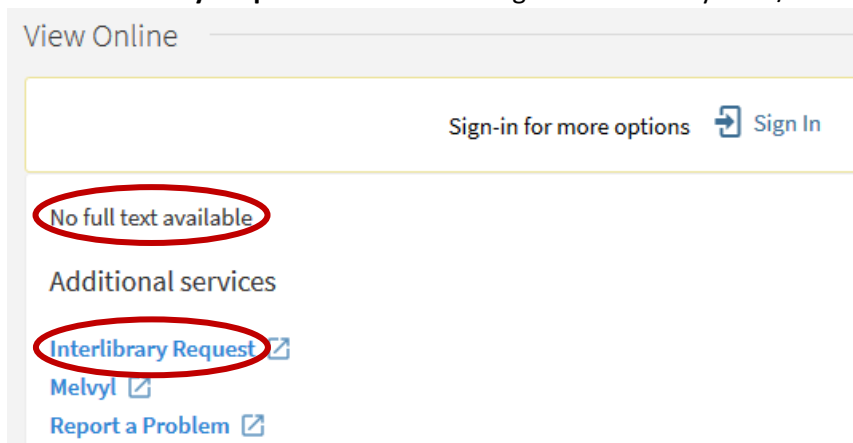 View Online
Sign-in for more options Sign In
No full text available
Additional services
Interlibrary Request
Melvyl
Report a Problem